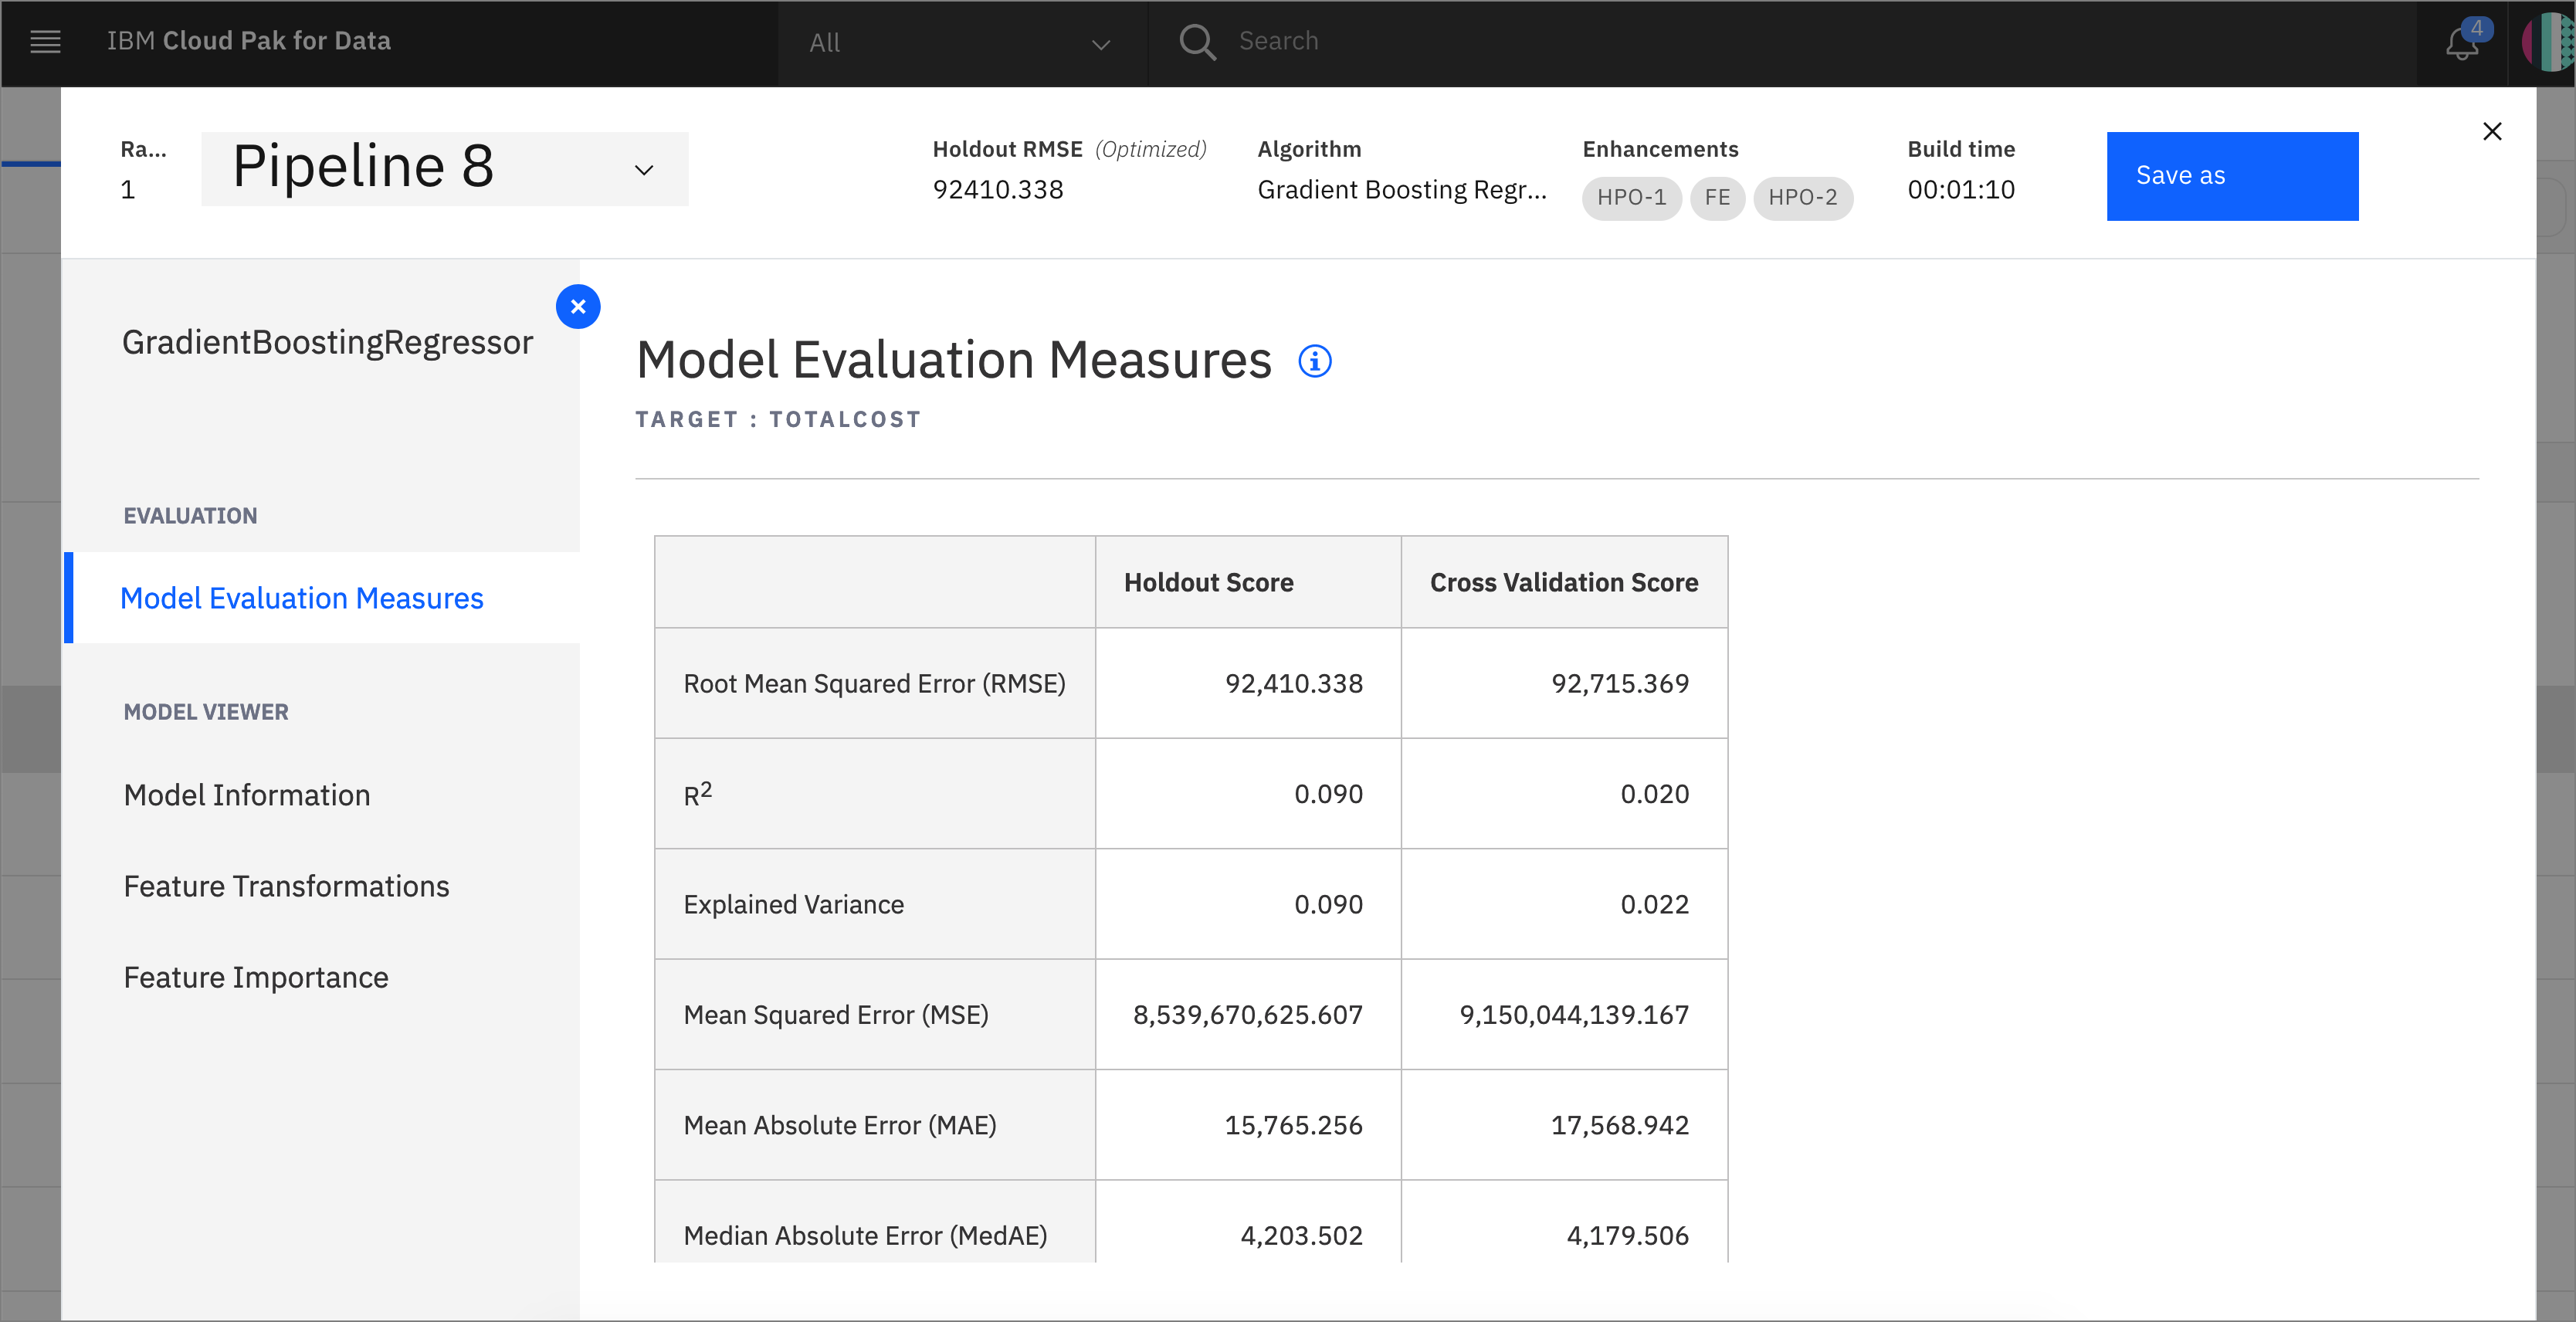 IBM Cloud Pak for Data
All
Search
4
Ra...
1
Pipeline 8
Holdout RMSE (Optimized)
92410.338
Algorithm
Gradient Boosting Regr...
Enhancements
HPO-1 FE HPO-2
Build time
00:01:10
Save as
GradientBoostingRegressor
EVALUATION
Model Evaluation Measures
MODEL VIEWER
Model Information
Feature Transformations
Feature Importance
Model Evaluation Measures
TARGET : TOTALCOST
Holdout Score Cross Validation Score
Root Mean Squared Error (RMSE) 92,410.338 92,715.369
R² 0.090 0.020
Explained Variance 0.090 0.022
Mean Squared Error (MSE) 8,539,670,625.607 9,150,044,139.167
Mean Absolute Error (MAE) 15,765.256 17,568.942
Median Absolute Error (MedAE) 4,203.502 4,179.506